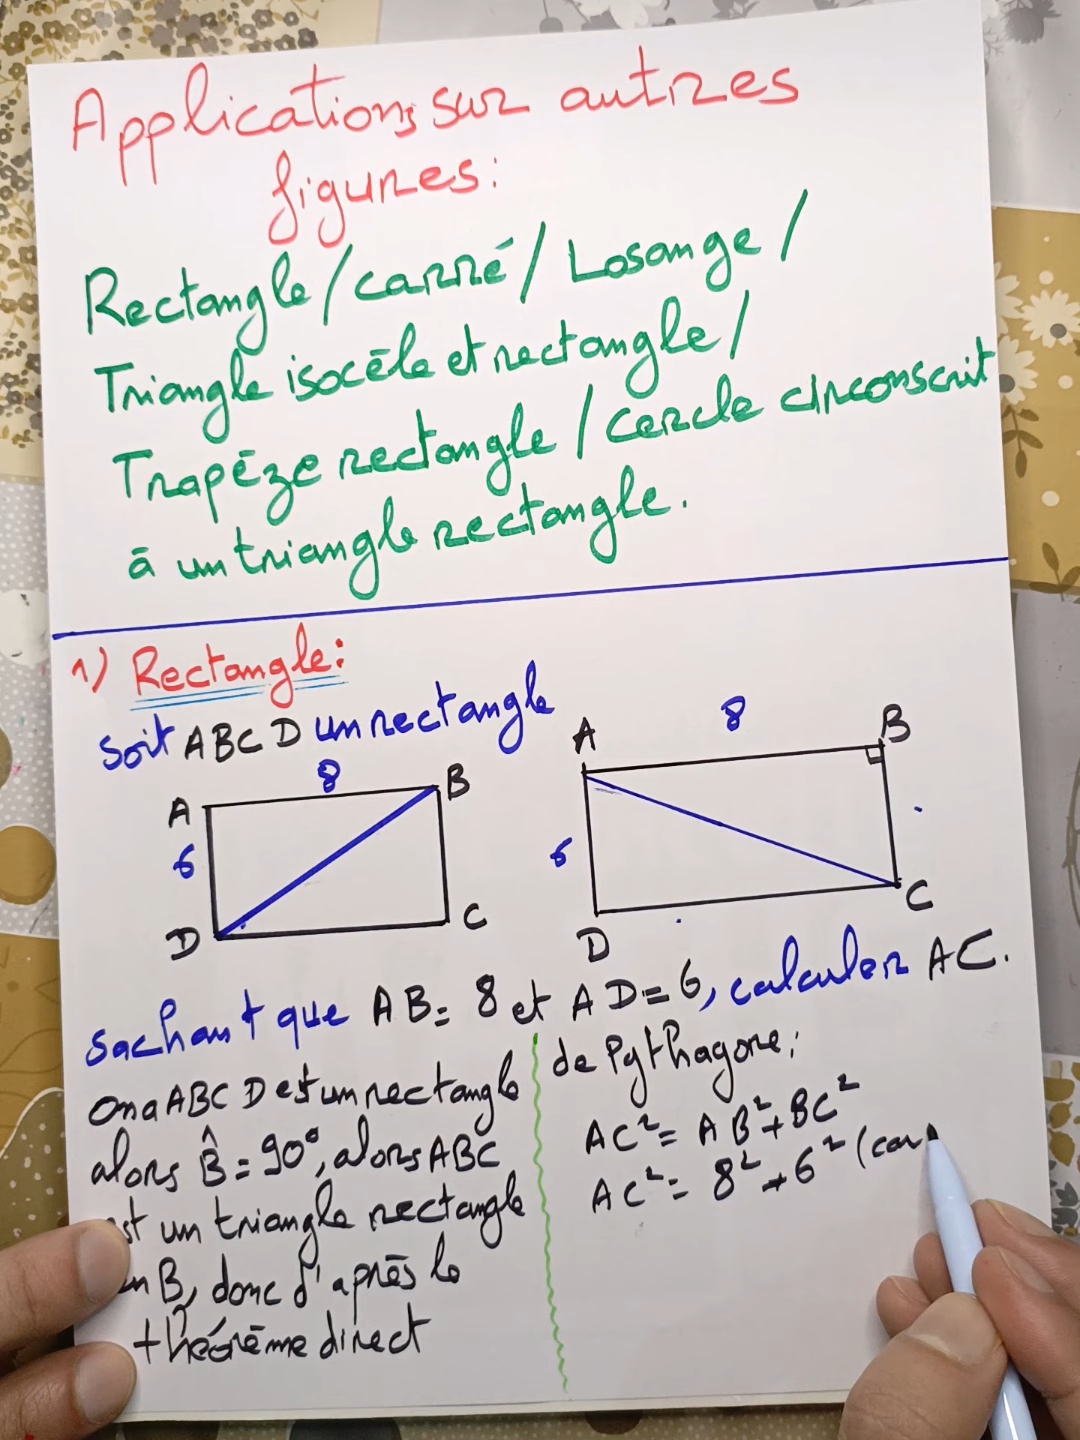 Applications sur autres
figures:
Rectangle/carré/Losange/
Triangle isocèle et rectangle/
Trapèze rectangle/cercle circonscrit
à un triangle rectangle.
1) Rectangle:
soit ABCD un rectangle
8
A
B
6
D
C
8
A
B
6
D
C
sachant que AB=8 et AD=6, calculer AC.
On a ABCD est un rectangle
alors B̂=90°, alors ABC
est un triangle rectangle
en B, donc d'après le
théorème direct
de Pythagore:
AC²=AB²+BC²
AC²=8²+6² (car